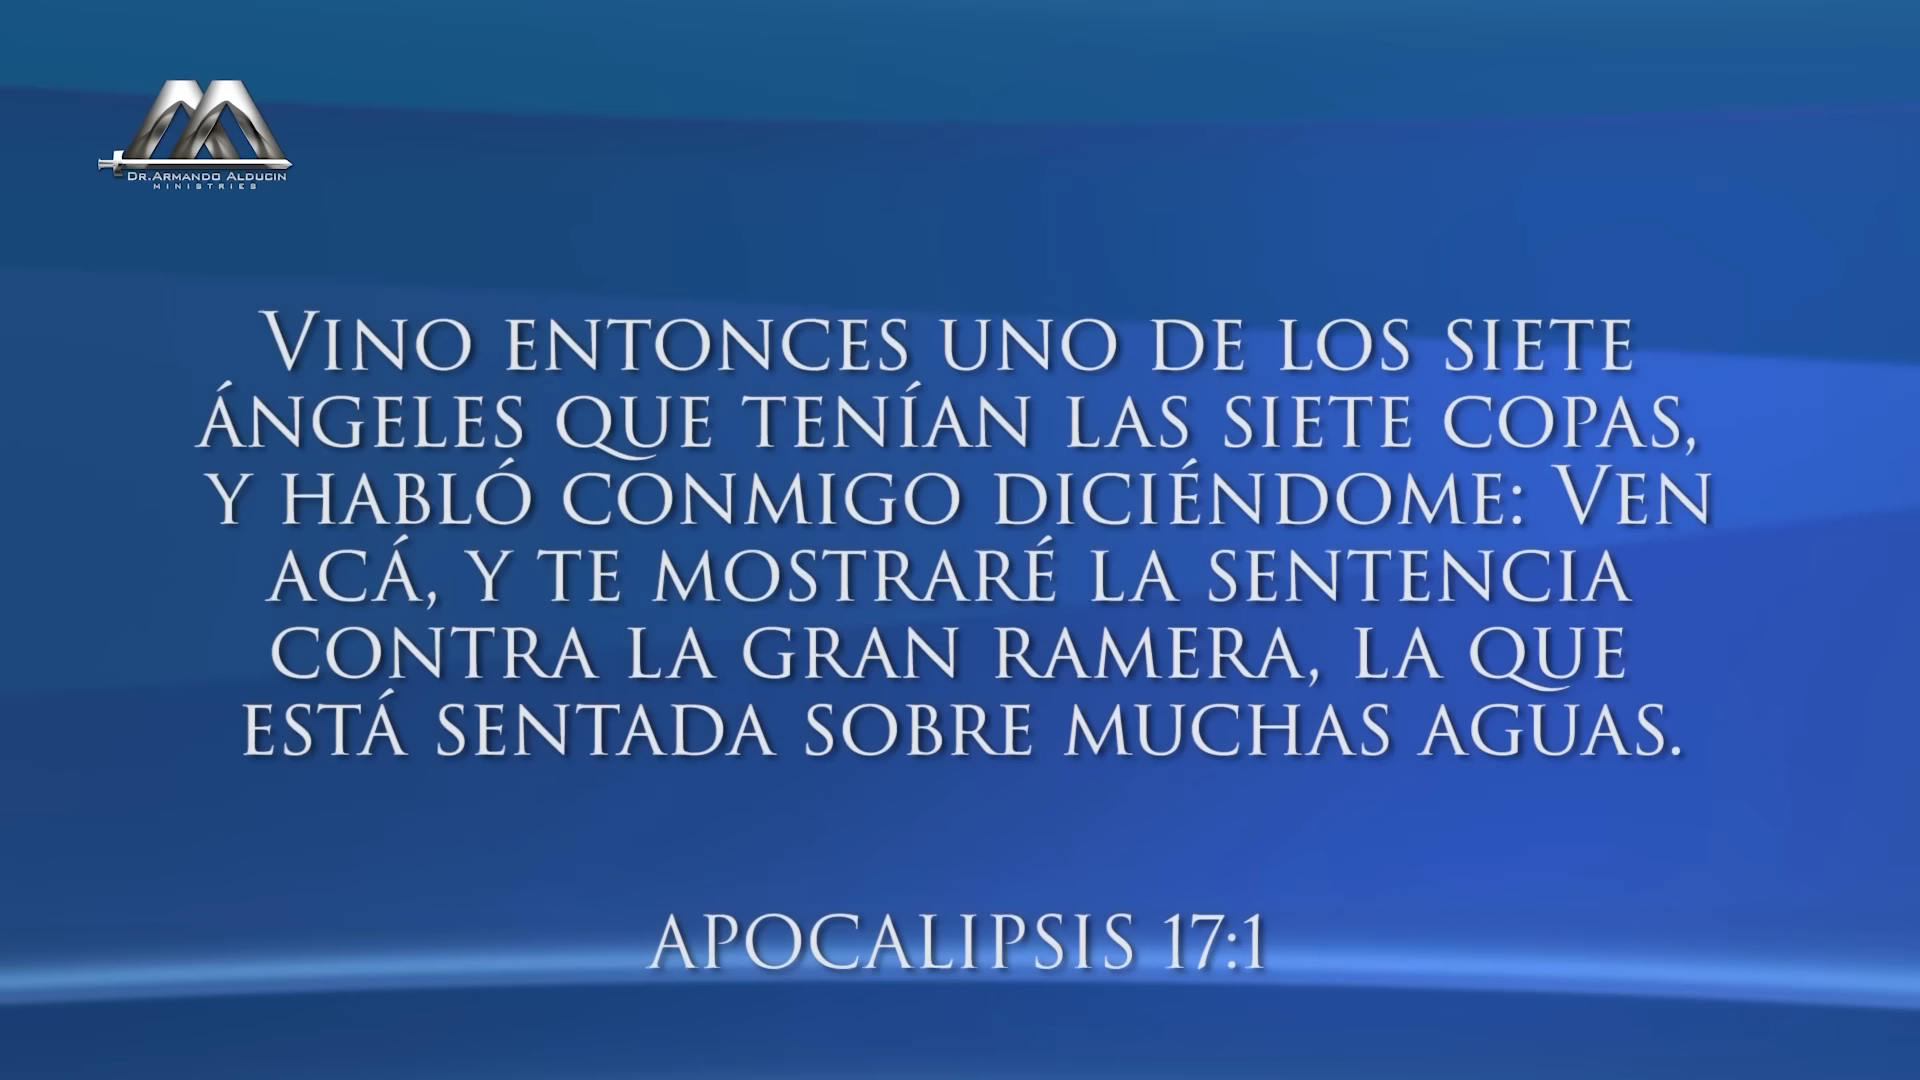 Dr. Armando Alducin
MINISTRIES
Vino entonces uno de los siete
ángeles que tenían las siete copas,
y habló conmigo diciéndome: Ven
acá, y te mostraré la sentencia
contra la gran ramera, la que
está sentada sobre muchas aguas.
APOCALIPSIS 17:1